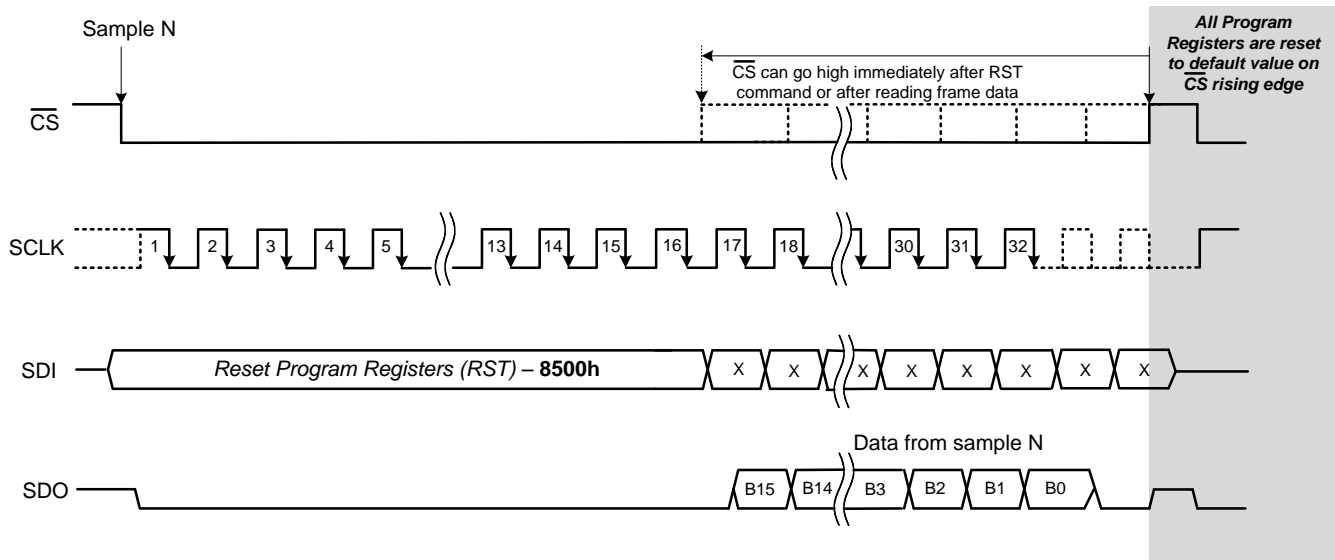 Sample N
All Program
Registers are reset
to default value on
CS rising edge
CS can go high immediately after RST
command or after reading frame data
CS
SCLK
1 2 3 4 5 13 14 15 16 17 18 30 31 32
SDI
Reset Program Registers (RST) – 8500h
X X X X X X X X
Data from sample N
SDO
B15 B14 B3 B2 B1 B0